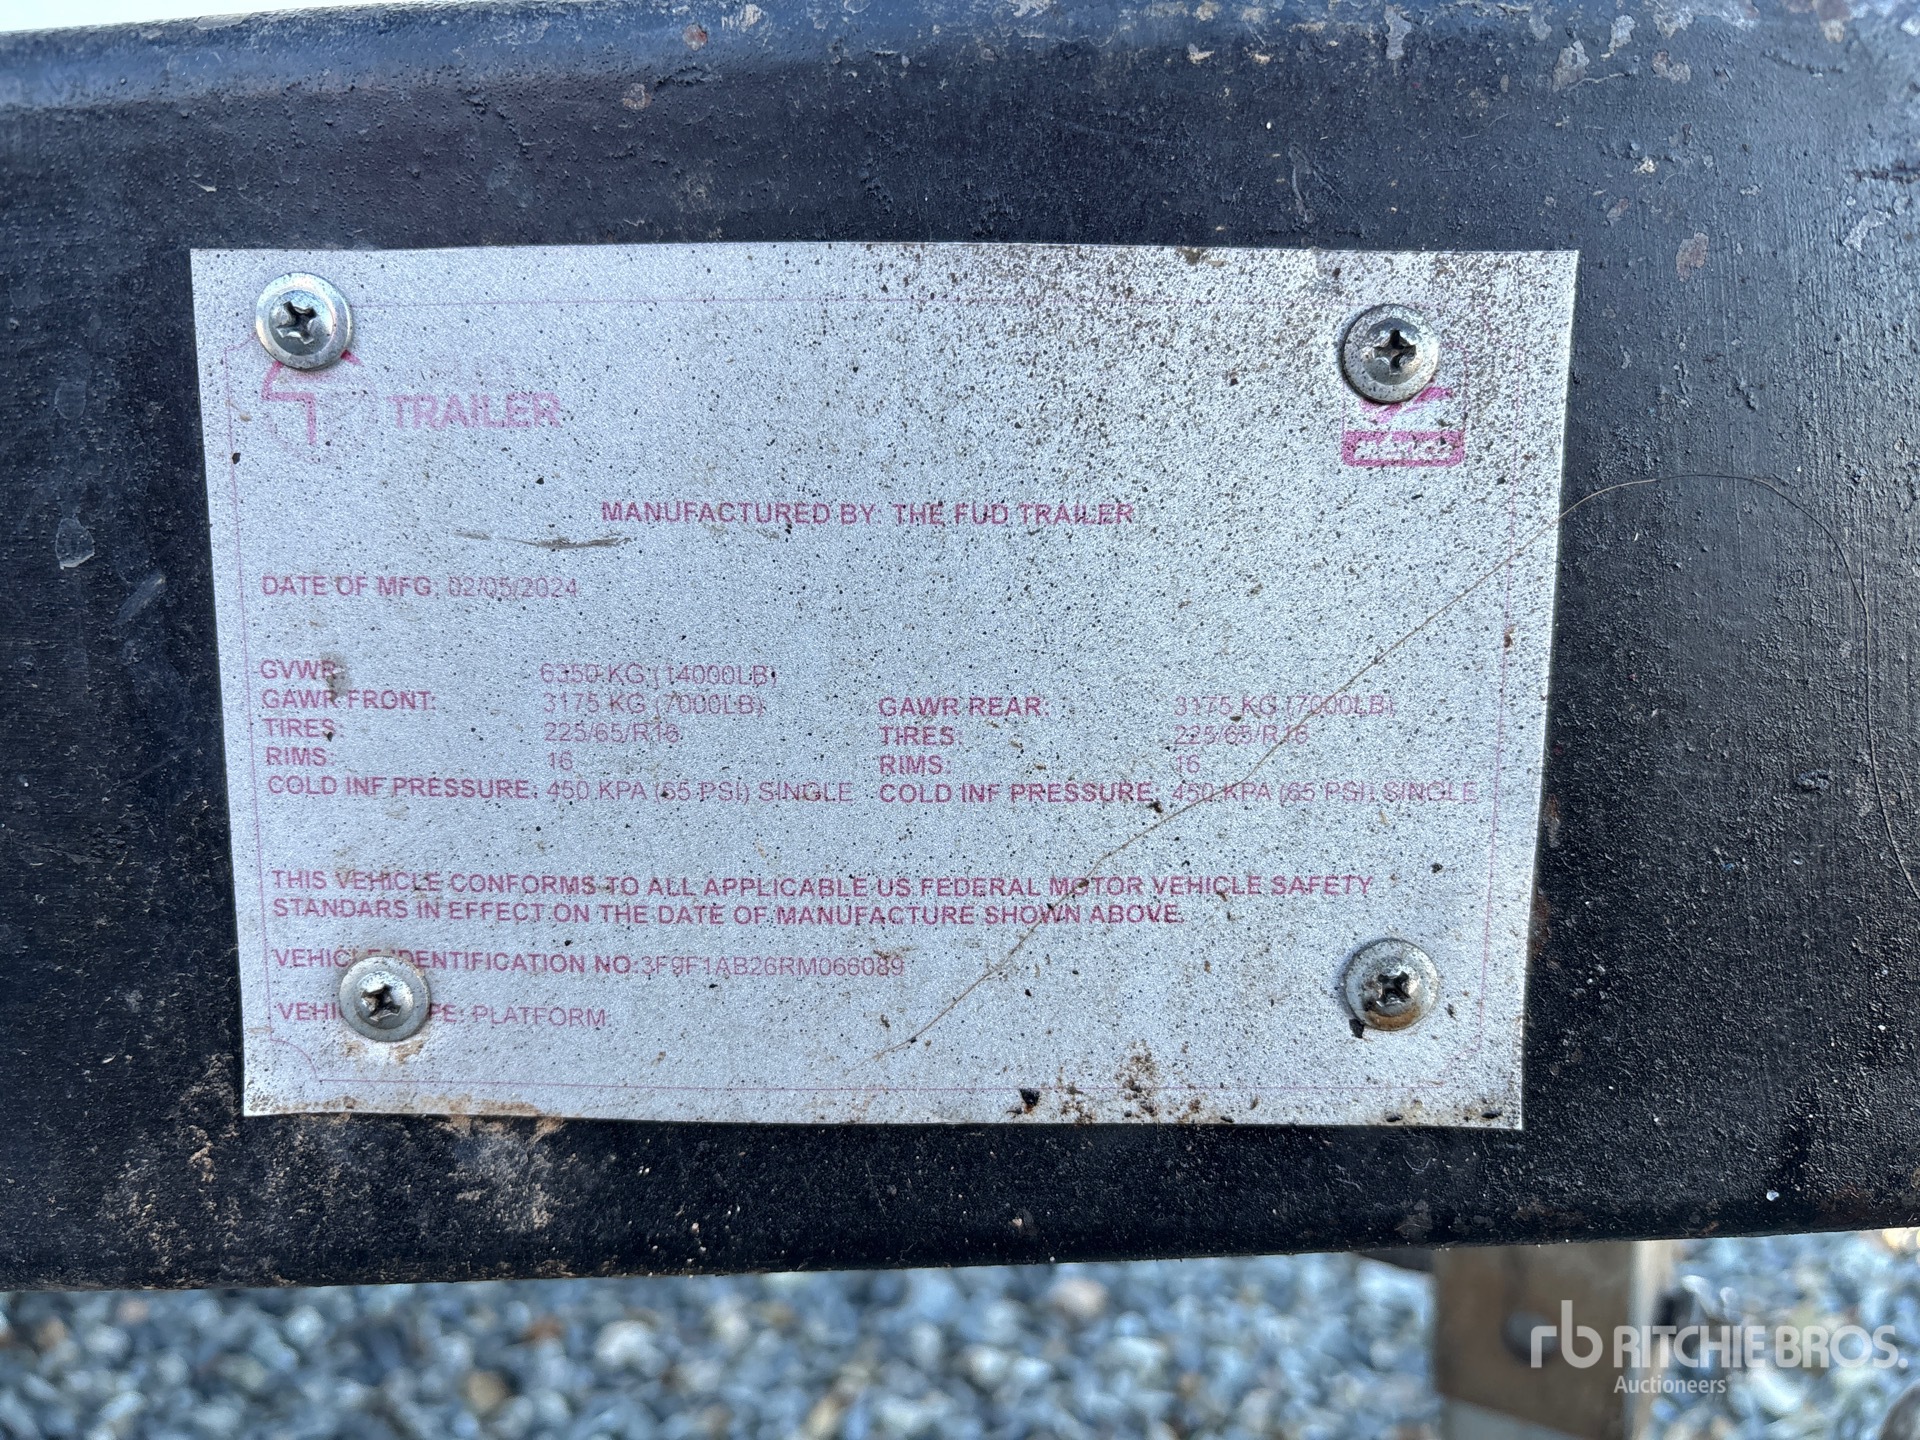 TRAILER
MANUFACTURED BY: THE FUD TRAILER
DATE OF MFG: 02/05/2024
GVWR: 6350 KG (14000LB)
GAWR FRONT: 3175 KG (7000LB) GAWR REAR: 3175 KG (7000LB)
TIRES: 225/65/R16 TIRES: 225/65/R16
RIMS: 16 RIMS: 16
COLD INF PRESSURE: 450 KPA (65 PSI) SINGLE COLD INF PRESSURE: 450 KPA (65 PSI) SINGLE
THIS VEHICLE CONFORMS TO ALL APPLICABLE US FEDERAL MOTOR VEHICLE SAFETY
STANDARS IN EFFECT ON THE DATE OF MANUFACTURE SHOWN ABOVE.
IDENTIFICATION NO:3F9F1AB26RM066089
PLATFORM
rb RITCHIE BROS.
Auctioneers